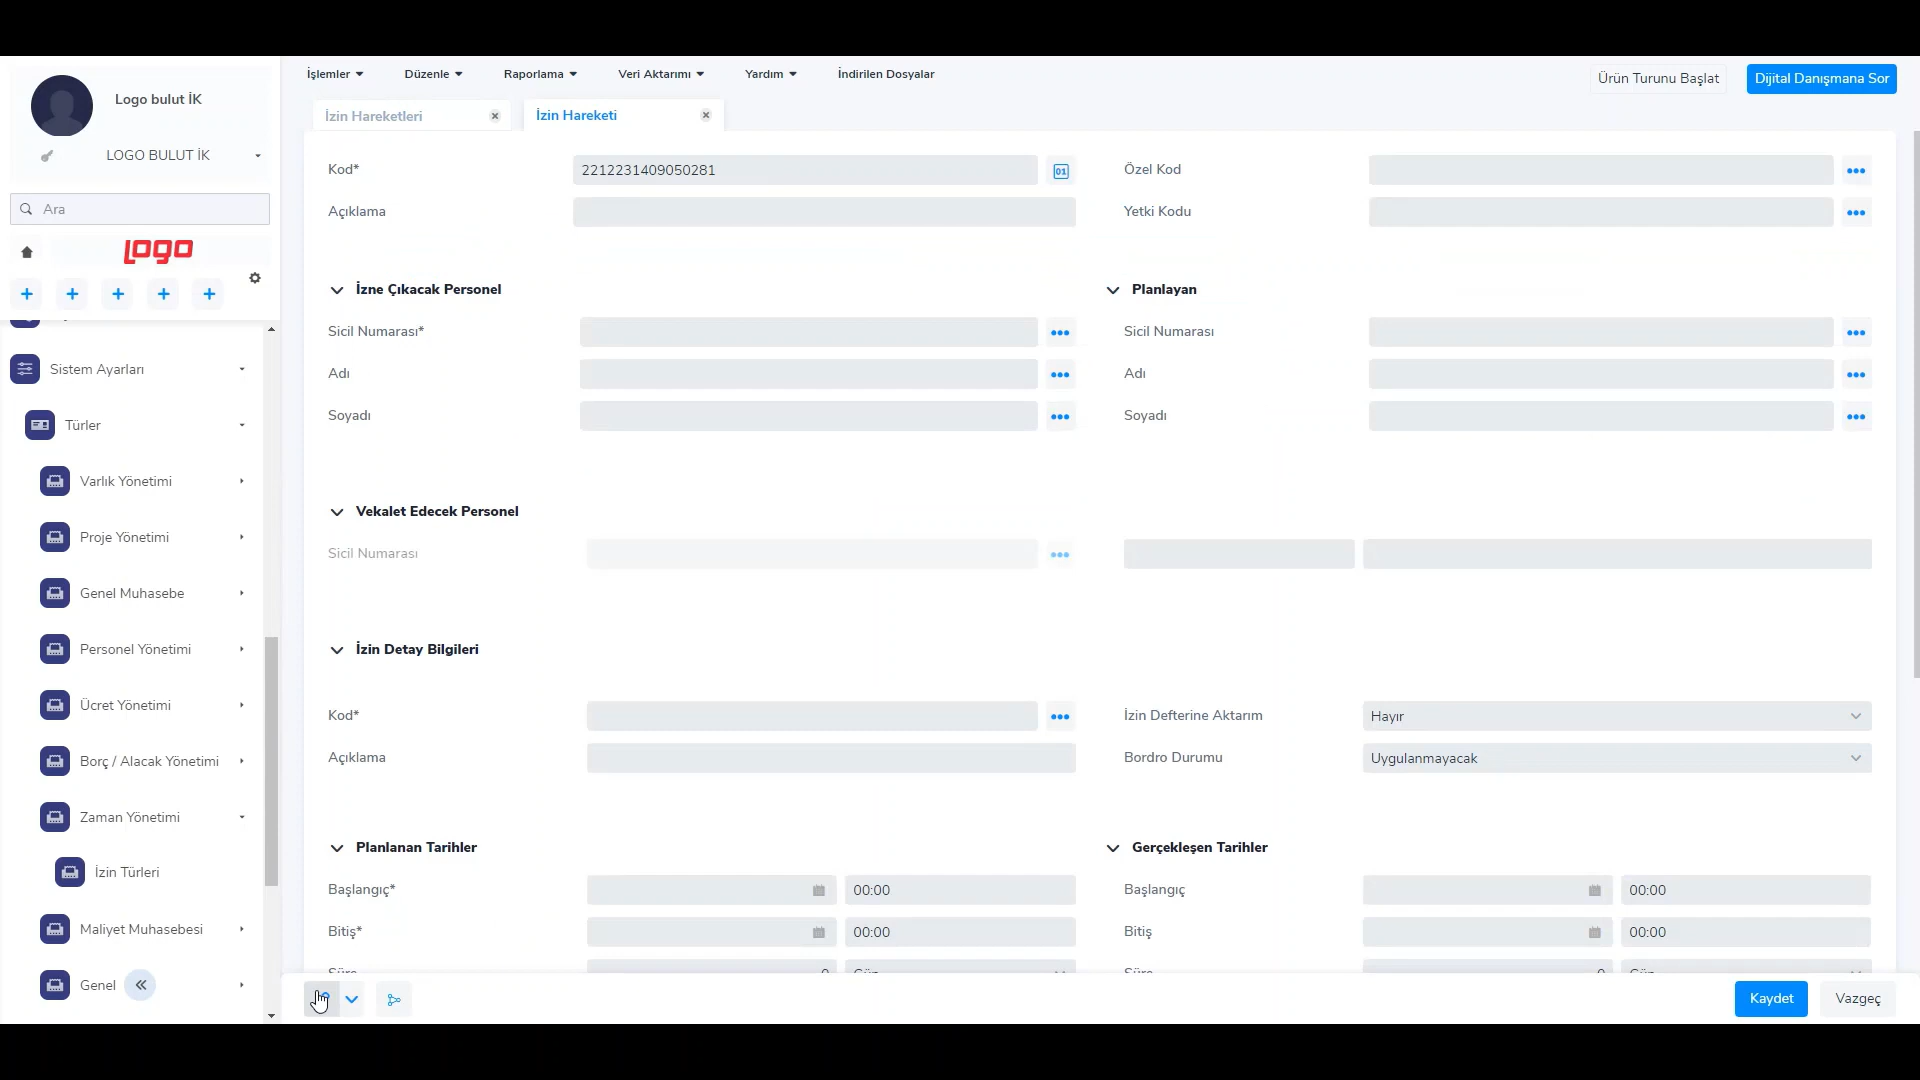 Logo bulut İK
LOGO BULUT İK
Ara
LOGO
Sistem Ayarları
Türler
Varlık Yönetimi
Proje Yönetimi
Genel Muhasebe
Personel Yönetimi
Ücret Yönetimi
Borç / Alacak Yönetimi
Zaman Yönetimi
İzin Türleri
Maliyet Muhasebesi
Genel
İşlemler Düzenle Raporlama Veri Aktarımı Yardım İndirilen Dosyalar
Ürün Turunu Başlat Dijital Danışmana Sor
İzin Hareketleri İzin Hareketi
Kod* 2212231409050281 Özel Kod
Açıklama Yetki Kodu
İzne Çıkacak Personel Planlayan
Sicil Numarası* Sicil Numarası
Adı Adı
Soyadı Soyadı
Vekalet Edecek Personel
Sicil Numarası
İzin Detay Bilgileri
Kod* İzin Defterine Aktarım Hayır
Açıklama Bordro Durumu Uygulanmayacak
Planlanan Tarihler Gerçekleşen Tarihler
Başlangıç* 00:00 Başlangıç 00:00
Bitiş* 00:00 Bitiş 00:00
Süre 0 Gün Süre 0 Gün
Kaydet Vazgeç